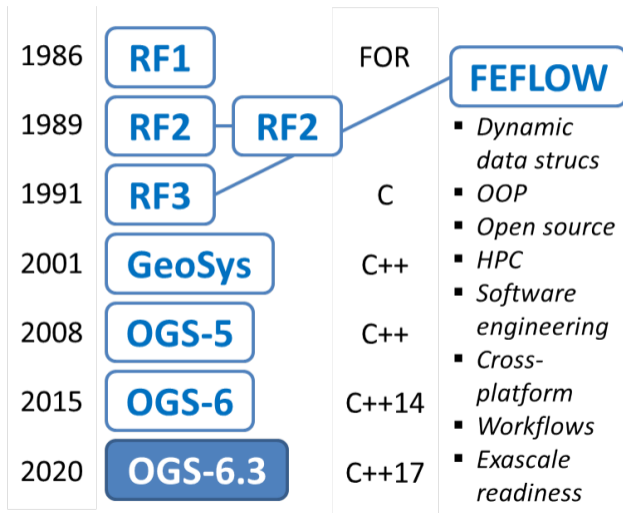 1986 RF1 FOR
FEFLOW
1989 RF2 RF2
▪ Dynamic
data strucs
1991 RF3 C
▪ OOP
▪ Open source
2001 GeoSys C++
▪ HPC
▪ Software
engineering
2008 OGS-5 C++
▪ Cross-
platform
2015 OGS-6 C++14
▪ Workflows
2020 OGS-6.3 C++17
▪ Exascale
readiness